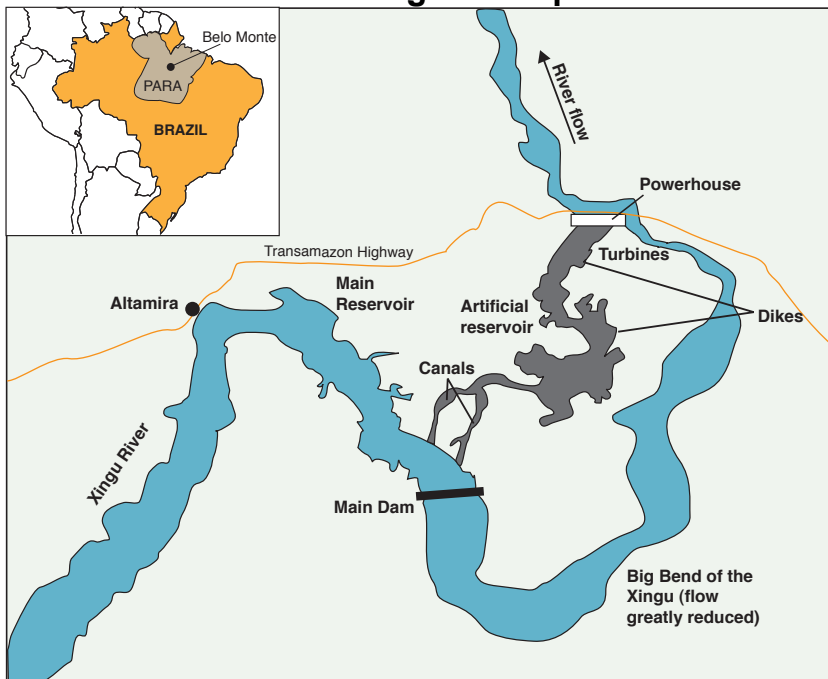 Belo Monte
PARA
BRAZIL
River flow
Powerhouse
Transamazon Highway
Turbines
Main
Reservoir
Altamira
Artificial
reservoir
Dikes
Canals
Xingu River
Main Dam
Big Bend of the
Xingu (flow
greatly reduced)